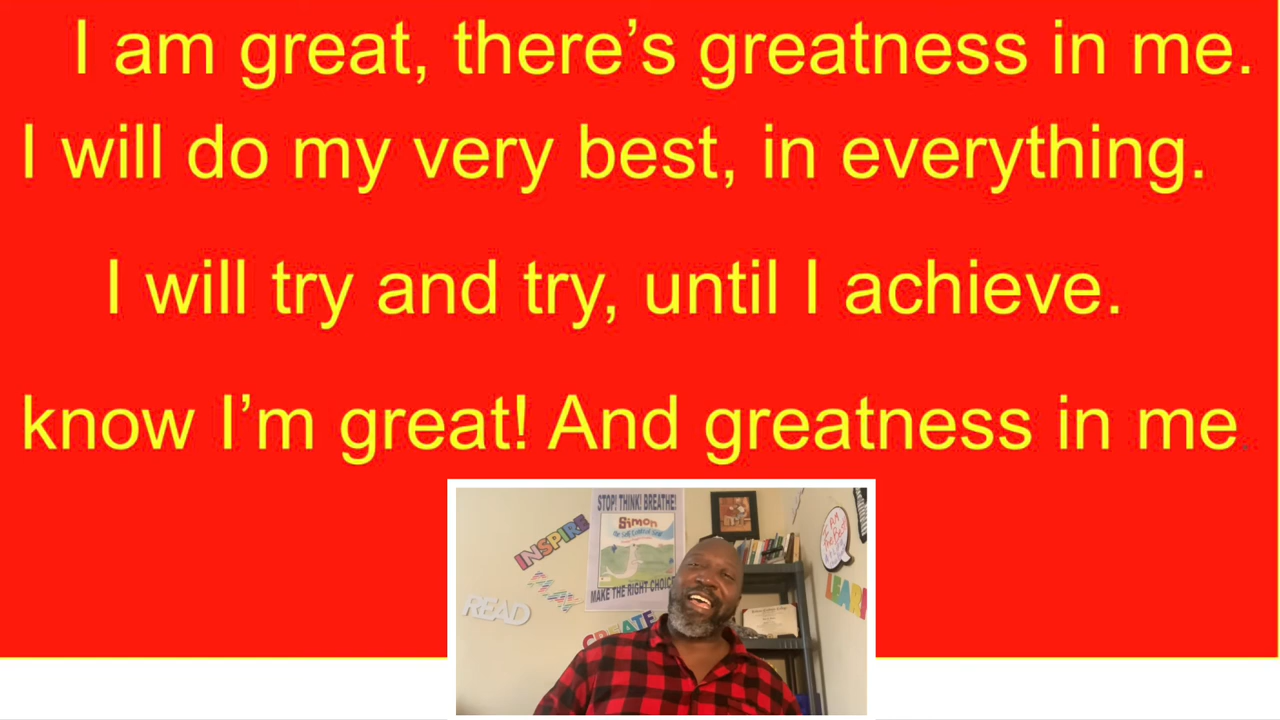 I am great, there’s greatness in me.
I will do my very best, in everything.
I will try and try, until I achieve.
know I’m great! And greatness in me
STOP! THINK! BREATHE!
Simon
INSPIRE
MAKE THE RIGHT CHOICE
READ
CREATE
LEARN